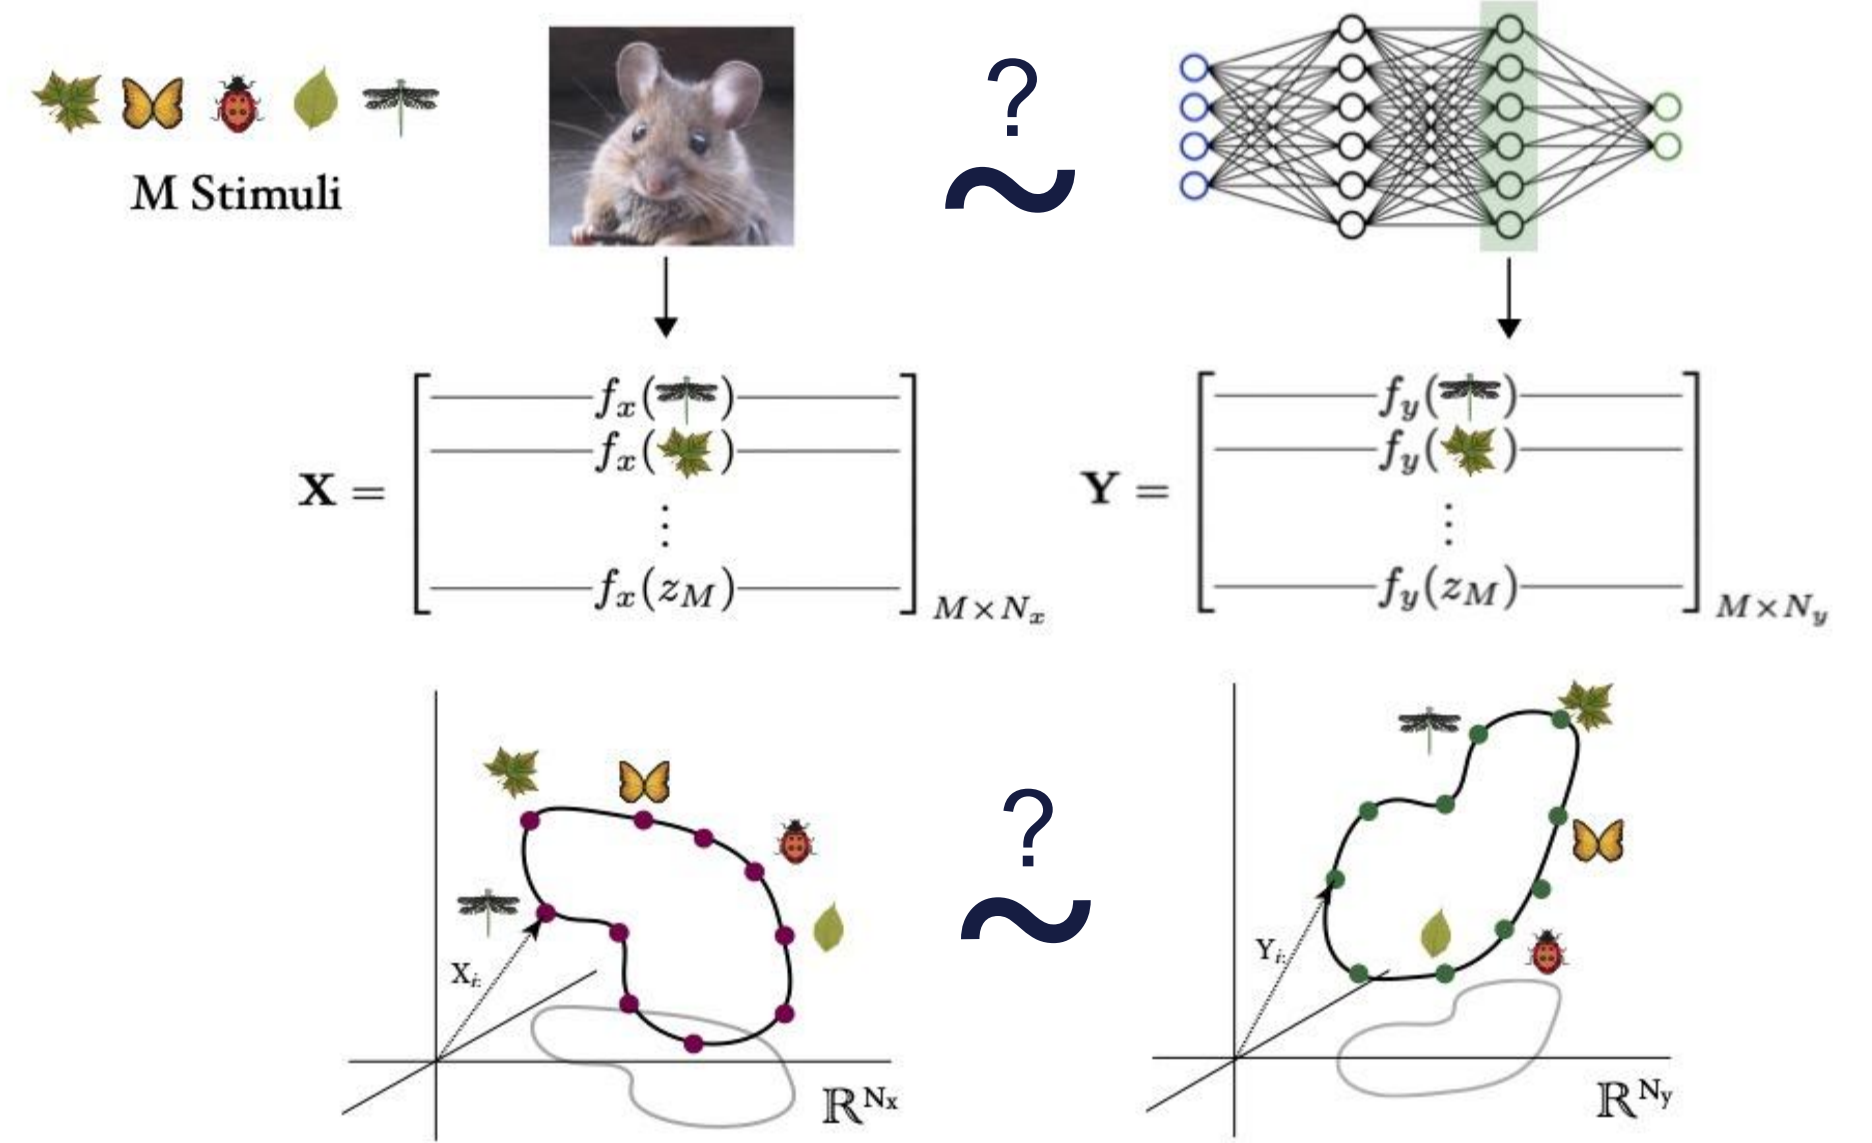 ?
~
M Stimuli
X = [ f_x( ) f_x( ) ⋮ f_x(z_M) ] M×N_x
Y = [ f_y( ) f_y( ) ⋮ f_y(z_M) ] M×N_y
?
~
X_i:
ℝ^N_x
Y_i:
ℝ^N_y